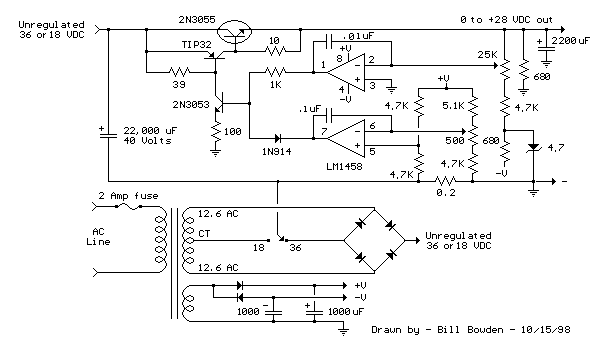 Unregulated
36 or 18 VDC
2N3055
0 to +28 VDC out
TIP32
10
.01uF
+V
8
1
2
3
4
-V
25K
+
2200 uF
680
39
1K
2N3053
100
+
22,000 uF
40 Volts
.1uF
7
6
5
1N914
LM1458
+V
4.7K
5.1K
4.7K
500
680
4.7K
4.7K
-V
4.7
0.2
-
2 Amp fuse
AC
Line
12.6 AC
CT
12.6 AC
18
36
Unregulated
36 or 18 VDC
+V
-V
1000
-
+
1000 uF
Drawn by - Bill Bowden - 10/15/98